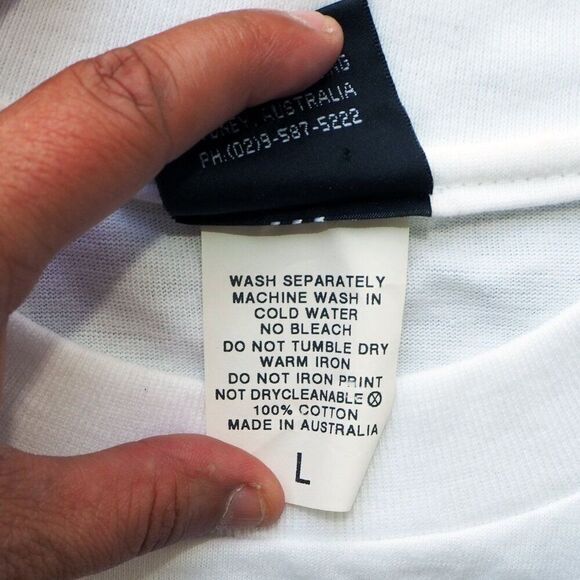 AUSTRALIA
PH:(02)9-587-5222
WASH SEPARATELY
MACHINE WASH IN
COLD WATER
NO BLEACH
DO NOT TUMBLE DRY
WARM IRON
DO NOT IRON PRINT
NOT DRYCLEANABLE Ⓧ
100% COTTON
MADE IN AUSTRALIA
L